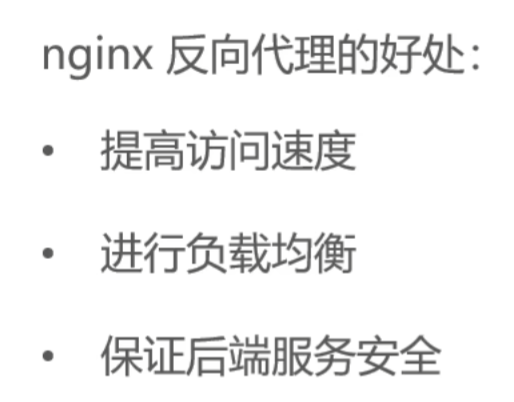 nginx 反向代理的好处：
• 提高访问速度
• 进行负载均衡
• 保证后端服务安全